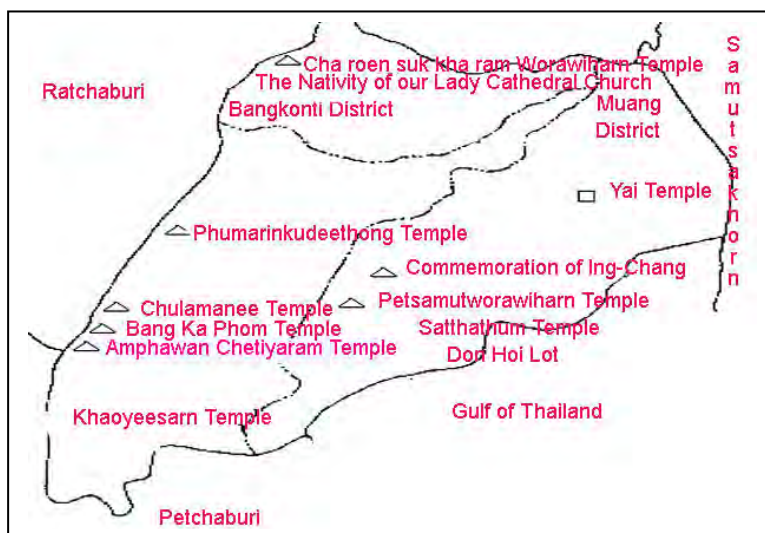 Cha roen suk kha ram Worawiharn Temple
The Nativity of our Lady Cathedral Church
Ratchaburi
Bangkonti District
Muang
District
Samutsakhorn
Yai Temple
Phumarinkudeethong Temple
Commemoration of Ing-Chang
Chulamanee Temple
Petsamutworawiharn Temple
Bang Ka Phom Temple
Satthathum Temple
Amphawan Chetiyaram Temple
Don Hoi Lot
Khaoyeesarn Temple
Gulf of Thailand
Petchaburi